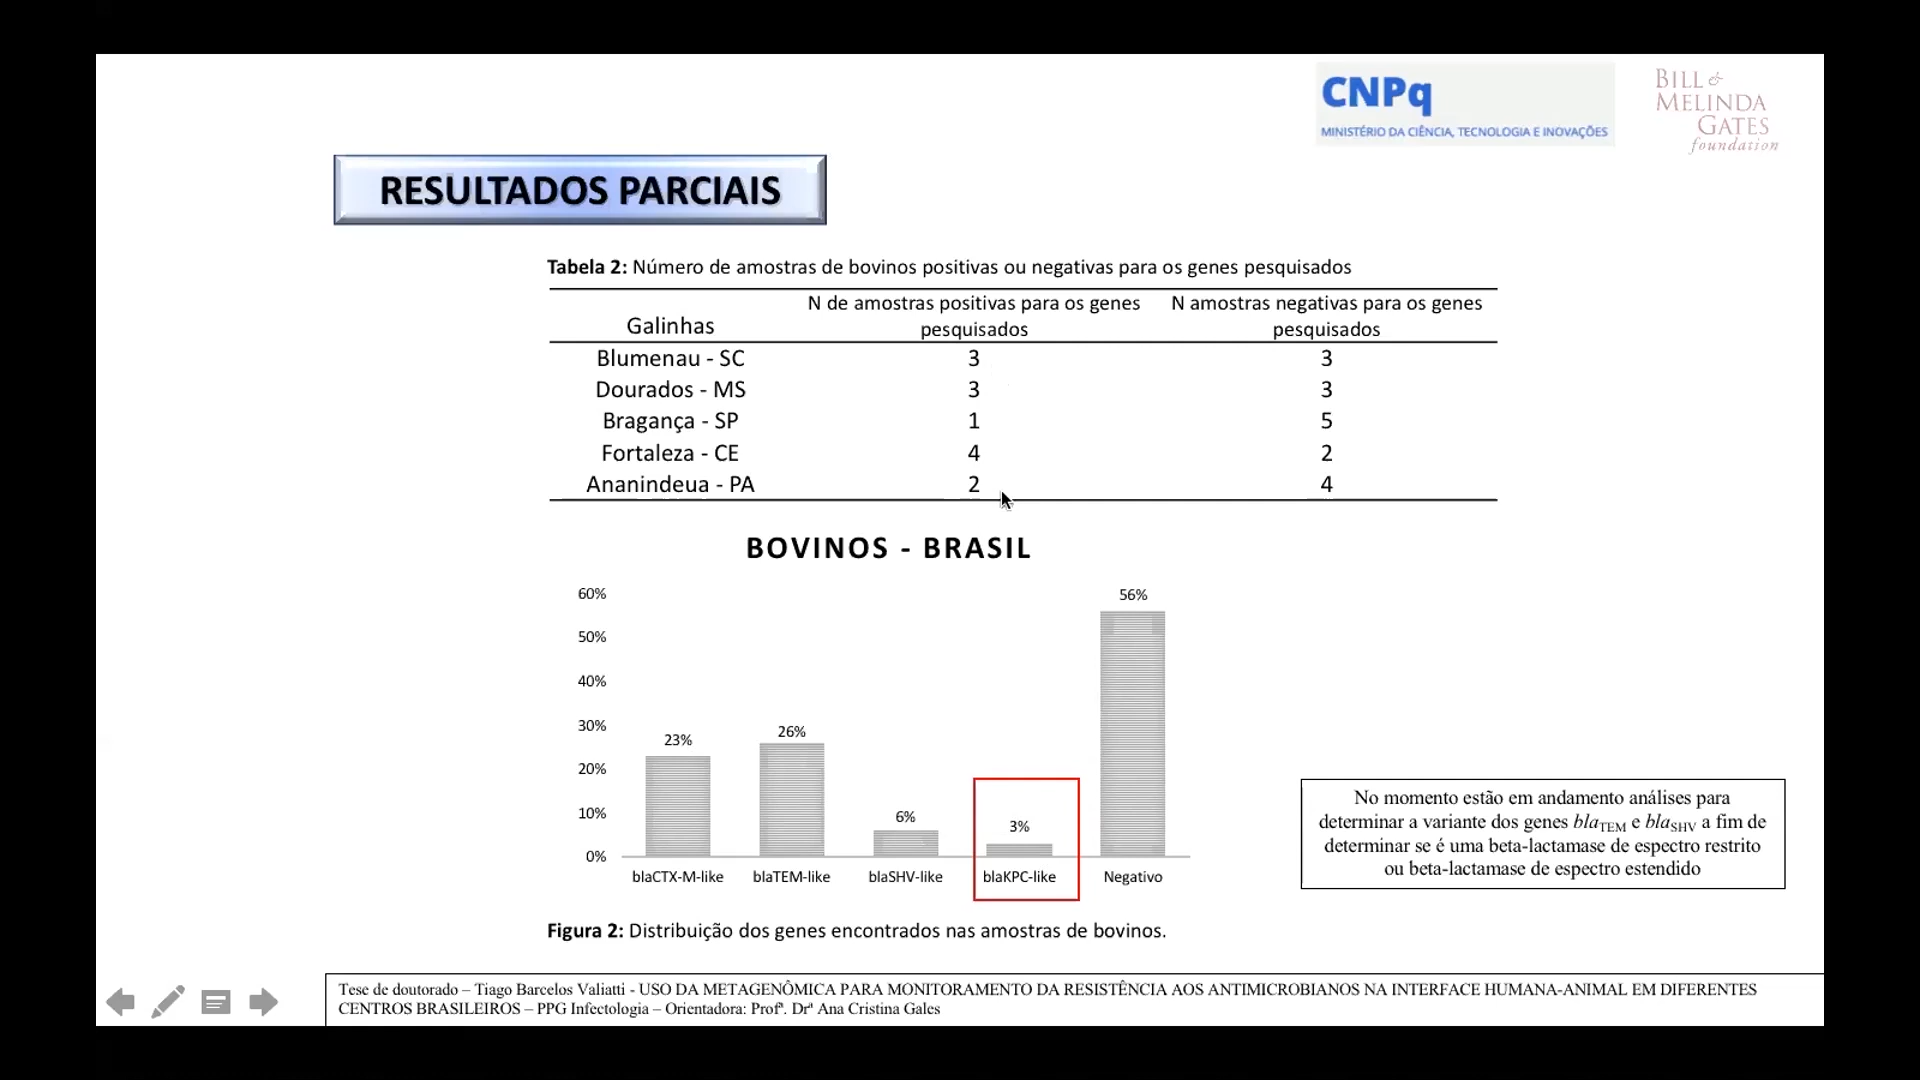 CNPq
MINISTÉRIO DA CIÊNCIA, TECNOLOGIA E INOVAÇÕES
BILL &
MELINDA
GATES
foundation
RESULTADOS PARCIAIS
Tabela 2: Número de amostras de bovinos positivas ou negativas para os genes pesquisados
Galinhas N de amostras positivas para os genes pesquisados N amostras negativas para os genes pesquisados
Blumenau - SC 3 3
Dourados - MS 3 3
Bragança - SP 1 5
Fortaleza - CE 4 2
Ananindeua - PA 2 4
BOVINOS - BRASIL
60%
50%
40%
30%
20%
10%
0%
23%
26%
6%
3%
56%
blaCTX-M-like blaTEM-like blaSHV-like blaKPC-like Negativo
No momento estão em andamento análises para
determinar a variante dos genes blaTEM e blaSHV a fim de
determinar se é uma beta-lactamase de espectro restrito
ou beta-lactamase de espectro estendido
Figura 2: Distribuição dos genes encontrados nas amostras de bovinos.
Tese de doutorado – Tiago Barcelos Valiatti - USO DA METAGENÔMICA PARA MONITORAMENTO DA RESISTÊNCIA AOS ANTIMICROBIANOS NA INTERFACE HUMANA-ANIMAL EM DIFERENTES
CENTROS BRASILEIROS – PPG Infectologia – Orientadora: Profª. Drª Ana Cristina Gales